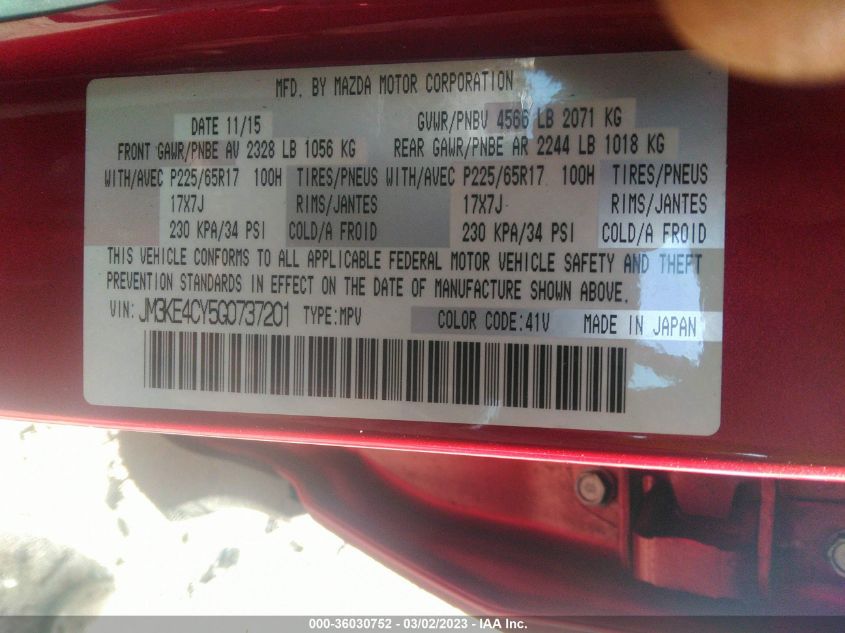 MFD. BY MAZDA MOTOR CORPORATION
DATE 11/15 GVWR/PNBV 4566 LB 2071 KG
FRONT GAWR/PNBE AV 2328 LB 1056 KG REAR GAWR/PNBE AR 2244 LB 1018 KG
WITH/AVEC P225/65R17 100H TIRES/PNEUS WITH/AVEC P225/65R17 100H TIRES/PNEUS
17X7J RIMS/JANTES 17X7J RIMS/JANTES
230 KPA/34 PSI COLD/A FROID 230 KPA/34 PSI COLD/A FROID
THIS VEHICLE CONFORMS TO ALL APPLICABLE FEDERAL MOTOR VEHICLE SAFETY AND THEFT
PREVENTION STANDARDS IN EFFECT ON THE DATE OF MANUFACTURE SHOWN ABOVE.
VIN: JM3KE4CY5G0737201 TYPE:MPV COLOR CODE:41V MADE IN JAPAN
000-36030752 — 03/02/2023 - IAA Inc.